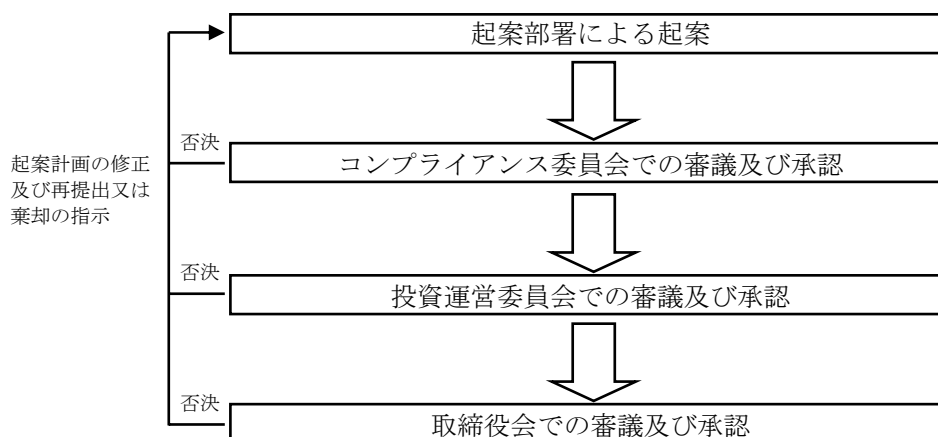 起案部署による起案
否決
コンプライアンス委員会での審議及び承認
起案計画の修正
及び再提出又は
棄却の指示
否決
投資運営委員会での審議及び承認
否決
取締役会での審議及び承認